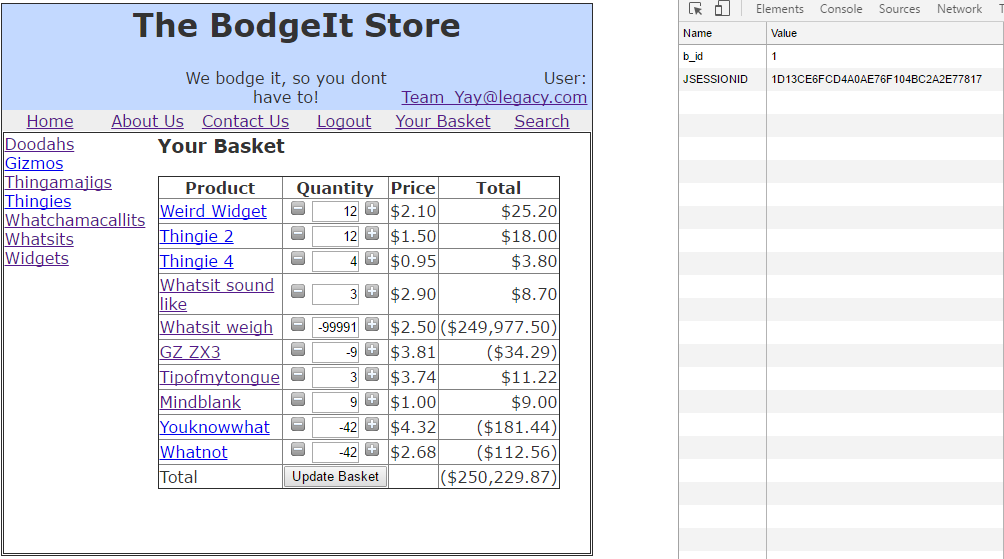 The BodgeIt Store
We bodge it, so you dont
have to!
User:
Team_Yay@legacy.com
Home About Us Contact Us Logout Your Basket Search
Doodahs
Gizmos
Thingamajigs
Thingies
Whatchamacallits
Whatsits
Widgets
Your Basket
Product Quantity Price Total
Weird Widget 12 $2.10 $25.20
Thingie 2 12 $1.50 $18.00
Thingie 4 4 $0.95 $3.80
Whatsit sound
like 3 $2.90 $8.70
Whatsit weigh -99991 $2.50 ($249,977.50)
GZ ZX3 -9 $3.81 ($34.29)
Tipofmytongue 3 $3.74 $11.22
Mindblank 9 $1.00 $9.00
Youknowwhat -42 $4.32 ($181.44)
Whatnot -42 $2.68 ($112.56)
Total Update Basket ($250,229.87)
Elements Console Sources Network T
Name Value
b_id 1
JSESSIONID 1D13CE6FCD4A0AE76F104BC2A2E77817